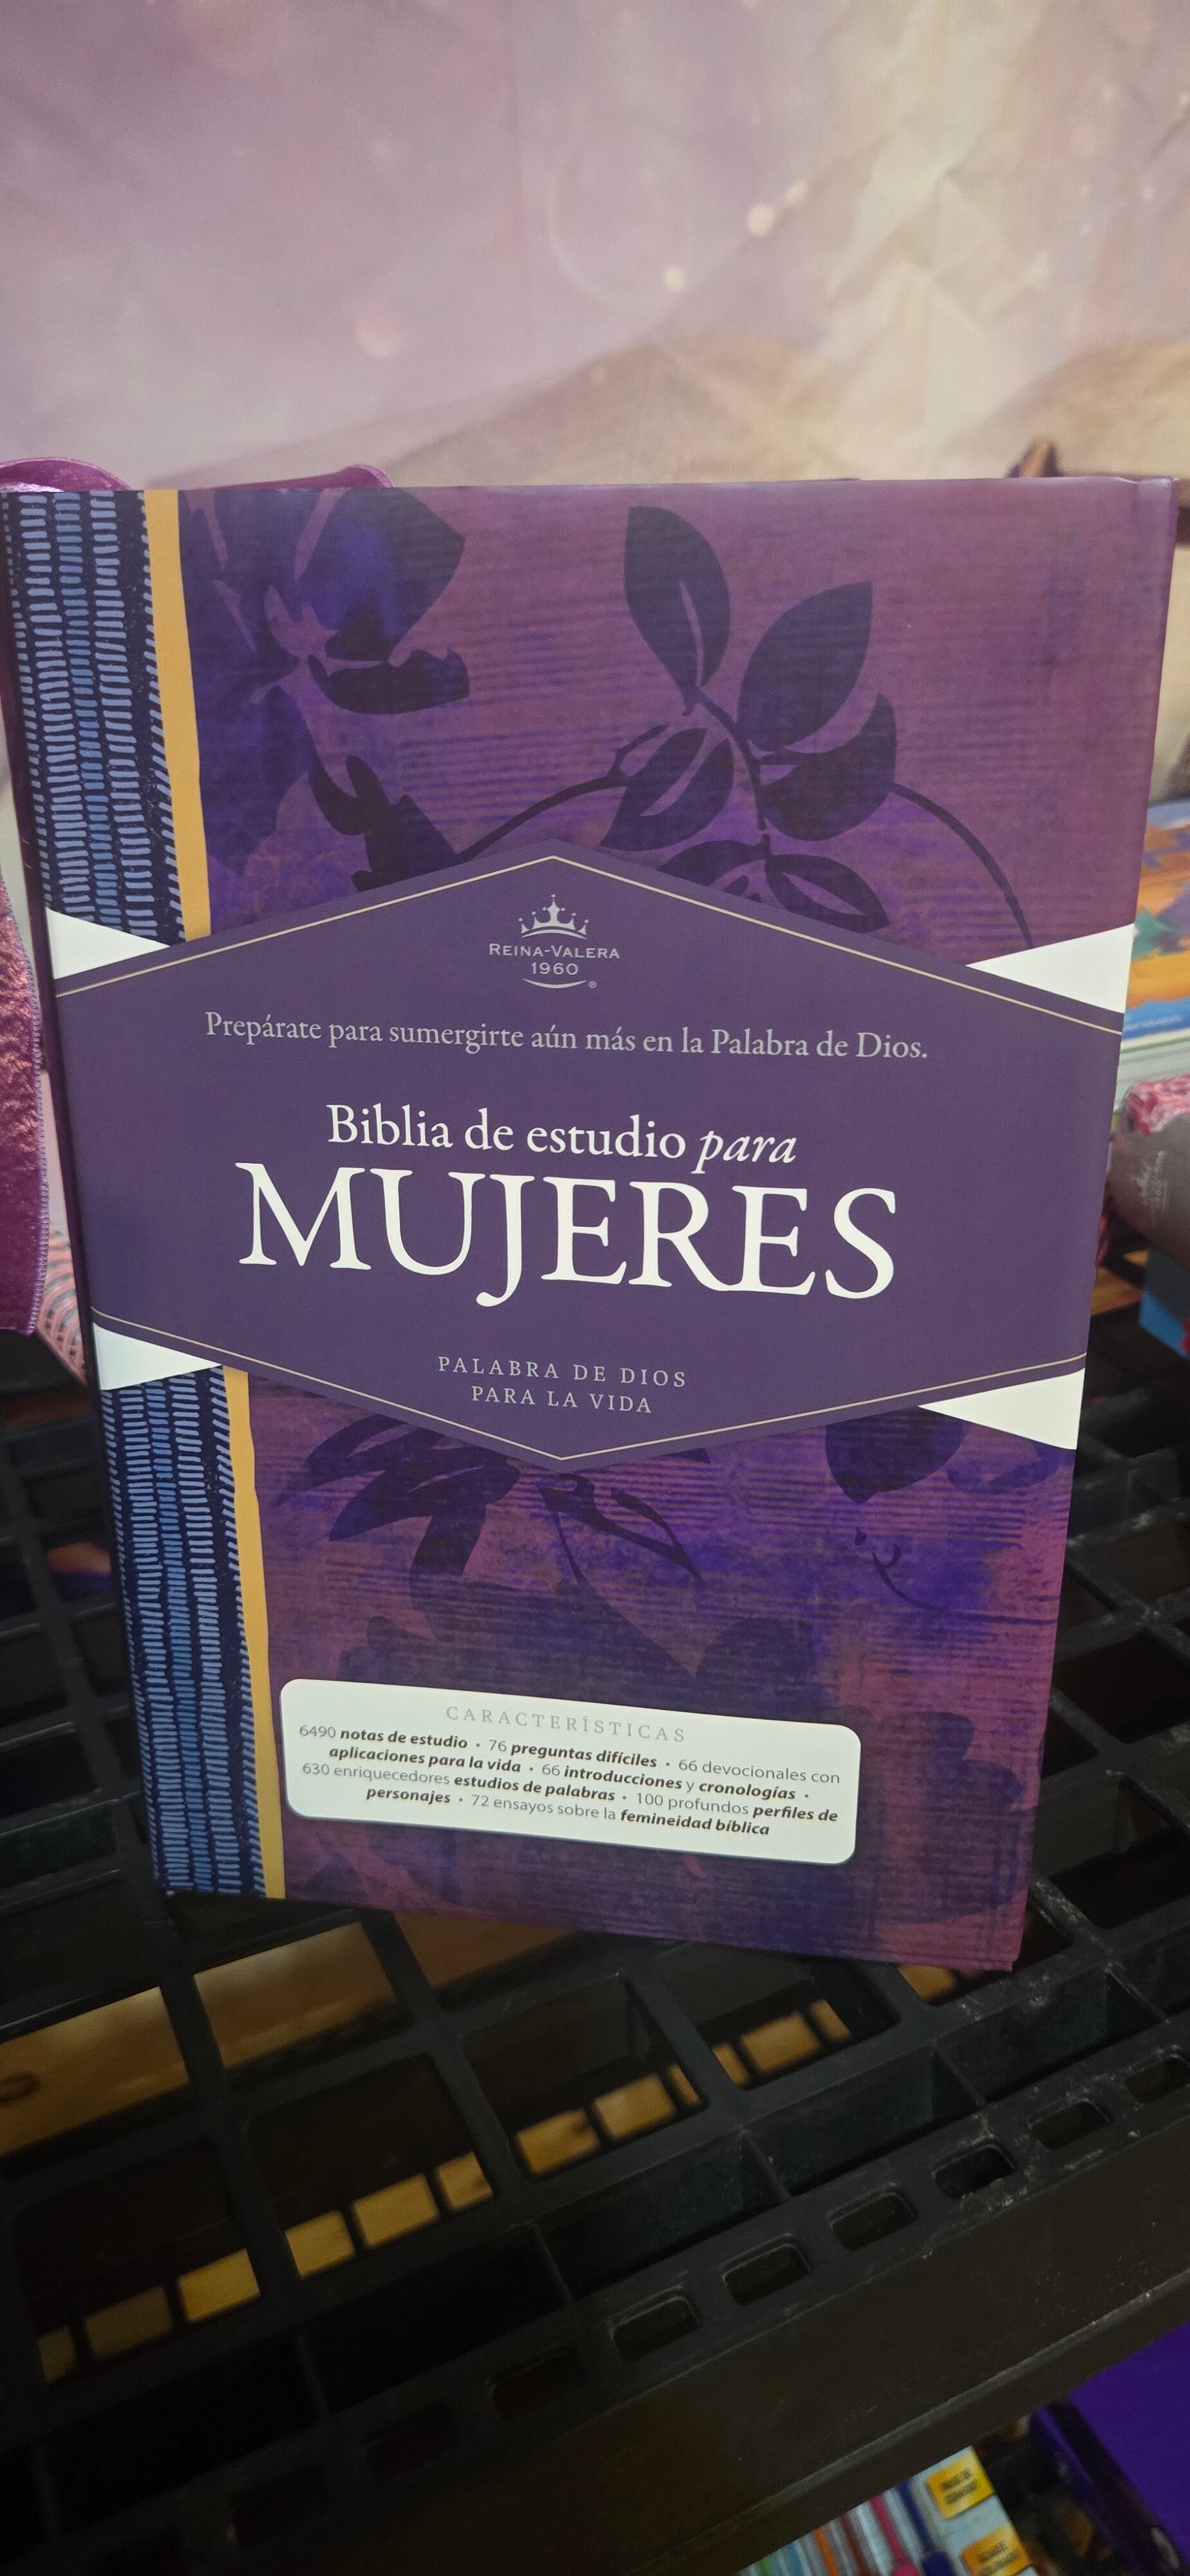 REINA-VALERA
1960
®
Prepárate para sumergirte aún más en la Palabra de Dios.
Biblia de estudio para
MUJERES
PALABRA DE DIOS
PARA LA VIDA
CARACTERÍSTICAS
6490 notas de estudio • 76 preguntas difíciles • 66 devocionales con
aplicaciones para la vida • 66 introducciones y cronologías •
630 enriquecedores estudios de palabras • 100 profundos perfiles de
personajes • 72 ensayos sobre la femineidad bíblica